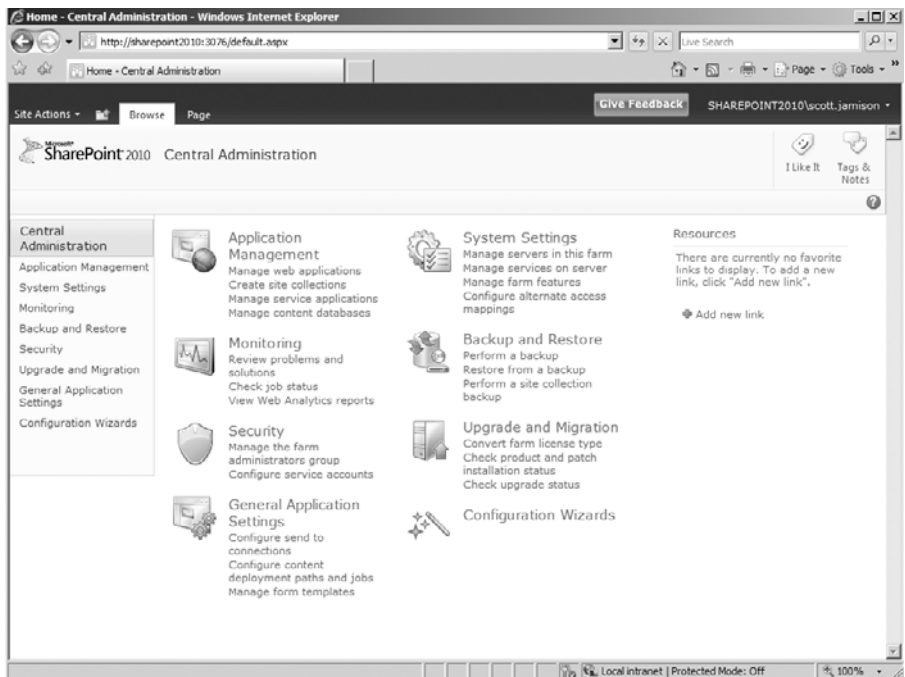 Home - Central Administration - Windows Internet Explorer
http://sharepoint2010:3076/default.aspx
Live Search
Home - Central Administration
Page
Tools
Site Actions
Browse
Page
Give Feedback
SHAREPOINT2010\scott.jamison
Microsoft
SharePoint 2010
Central Administration
I Like It
Tags &
Notes
Central
Administration
Application Management
System Settings
Monitoring
Backup and Restore
Security
Upgrade and Migration
General Application
Settings
Configuration Wizards
Application
Management
Manage web applications
Create site collections
Manage service applications
Manage content databases
Monitoring
Review problems and
solutions
Check job status
View Web Analytics reports
Security
Manage the farm
administrators group
Configure service accounts
General Application
Settings
Configure send to
connections
Configure content
deployment paths and jobs
Manage form templates
System Settings
Manage servers in this farm
Manage services on server
Manage farm features
Configure alternate access
mappings
Backup and Restore
Perform a backup
Restore from a backup
Perform a site collection
backup
Upgrade and Migration
Convert farm license type
Check product and patch
installation status
Check upgrade status
Configuration Wizards
Resources
There are currently no favorite
links to display. To add a new
link, click "Add new link".
Add new link
Local intranet | Protected Mode: Off
100%